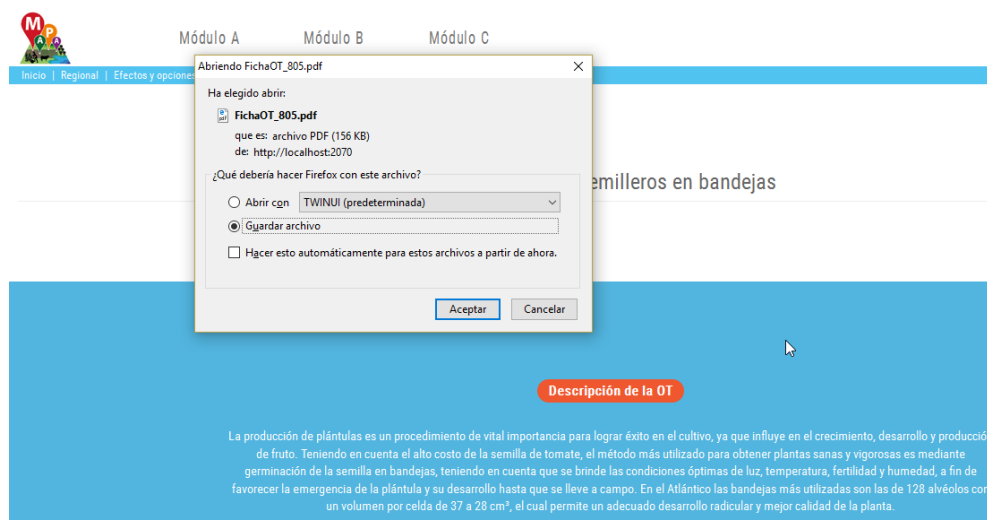 MAPA
Módulo A Módulo B Módulo C
Inicio | Regional | Efectos y opciones
Abriendo FichaOT_805.pdf
Ha elegido abrir:
FichaOT_805.pdf
que es: archivo PDF (156 KB)
de: http://localhost:2070
¿Qué debería hacer Firefox con este archivo?
Abrir con TWINUI (predeterminada)
Guardar archivo
Hacer esto automáticamente para estos archivos a partir de ahora.
Aceptar Cancelar
emilleros en bandejas
Descripción de la OT
La producción de plántulas es un procedimiento de vital importancia para lograr éxito en el cultivo, ya que influye en el crecimiento, desarrollo y producció
de fruto. Teniendo en cuenta el alto costo de la semilla de tomate, el método más utilizado para obtener plantas sanas y vigorosas es mediante
germinación de la semilla en bandejas, teniendo en cuenta que se brinde las condiciones óptimas de luz, temperatura, fertilidad y humedad, a fin de
favorecer la emergencia de la plántula y su desarrollo hasta que se lleve a campo. En el Atlántico las bandejas más utilizadas son las de 128 alvéolos con
un volumen por celda de 37 a 28 cm³, el cual permite un adecuado desarrollo radicular y mejor calidad de la planta.